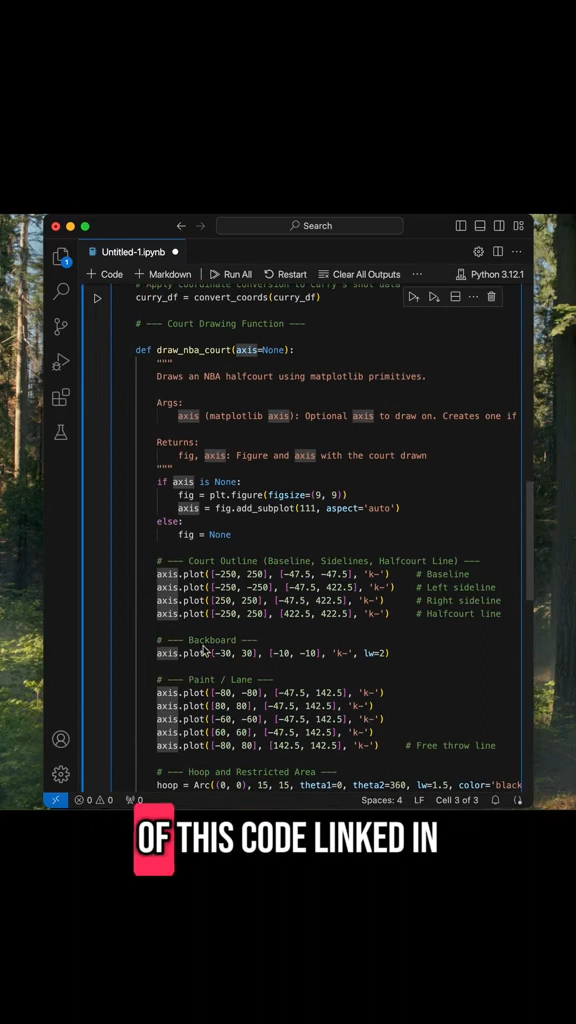 Search
Untitled-1.ipynb
+ Code + Markdown Run All Restart Clear All Outputs ... Python 3.12.1
# Apply coordinate conversion to Curry's shot data
curry_df = convert_coords(curry_df)
# --- Court Drawing Function ---
def draw_nba_court(axis=None):
"""
Draws an NBA halfcourt using matplotlib primitives.
Args:
axis (matplotlib axis): Optional axis to draw on. Creates one if
Returns:
fig, axis: Figure and axis with the court drawn
"""
if axis is None:
fig = plt.figure(figsize=(9, 9))
axis = fig.add_subplot(111, aspect='auto')
else:
fig = None
# --- Court Outline (Baseline, Sidelines, Halfcourt Line) ---
axis.plot([-250, 250], [-47.5, -47.5], 'k-') # Baseline
axis.plot([-250, -250], [-47.5, 422.5], 'k-') # Left sideline
axis.plot([250, 250], [-47.5, 422.5], 'k-') # Right sideline
axis.plot([-250, 250], [422.5, 422.5], 'k-') # Halfcourt line
# --- Backboard ---
axis.plot([-30, 30], [-10, -10], 'k-', lw=2)
# --- Paint / Lane ---
axis.plot([-80, -80], [-47.5, 142.5], 'k-')
axis.plot([80, 80], [-47.5, 142.5], 'k-')
axis.plot([-60, -60], [-47.5, 142.5], 'k-')
axis.plot([60, 60], [-47.5, 142.5], 'k-')
axis.plot([-80, 80], [142.5, 142.5], 'k-') # Free throw line
# --- Hoop and Restricted Area ---
hoop = Arc((0, 0), 15, 15, theta1=0, theta2=360, lw=1.5, color='black
1
0 0 0 Spaces: 4 LF Cell 3 of 3
OF THIS CODE LINKED IN